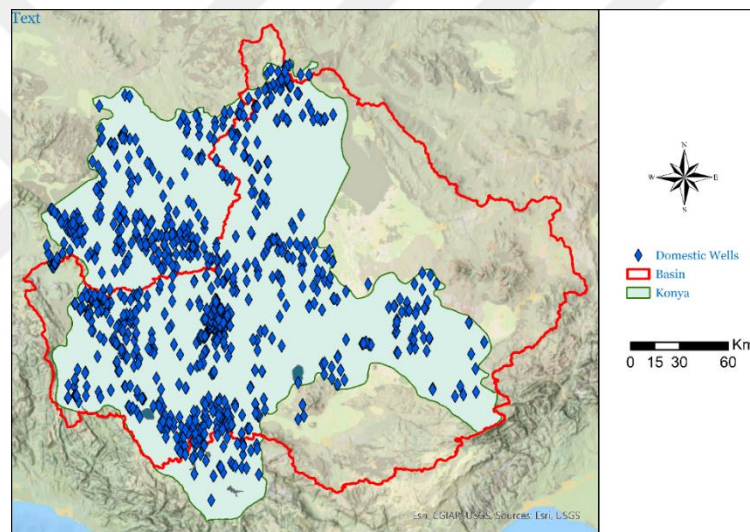 Text
N
W E
S
Domestic Wells
Basin
Konya
Km
0 15 30 60
Esri, CGIAR, USGS, Sources: Esri, USGS